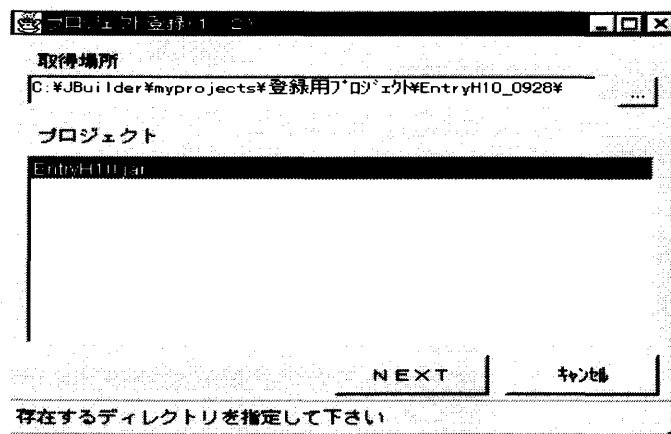 プロジェクト登録(1/2)
取得場所
C:¥JBuilder¥myprojects¥登録用ﾌﾟﾛｼﾞｪｸﾄ¥EntryH10_0928¥
...
プロジェクト
EntryH10.jar
NEXT
ｷｬﾝｾﾙ
存在するディレクトリを指定して下さい